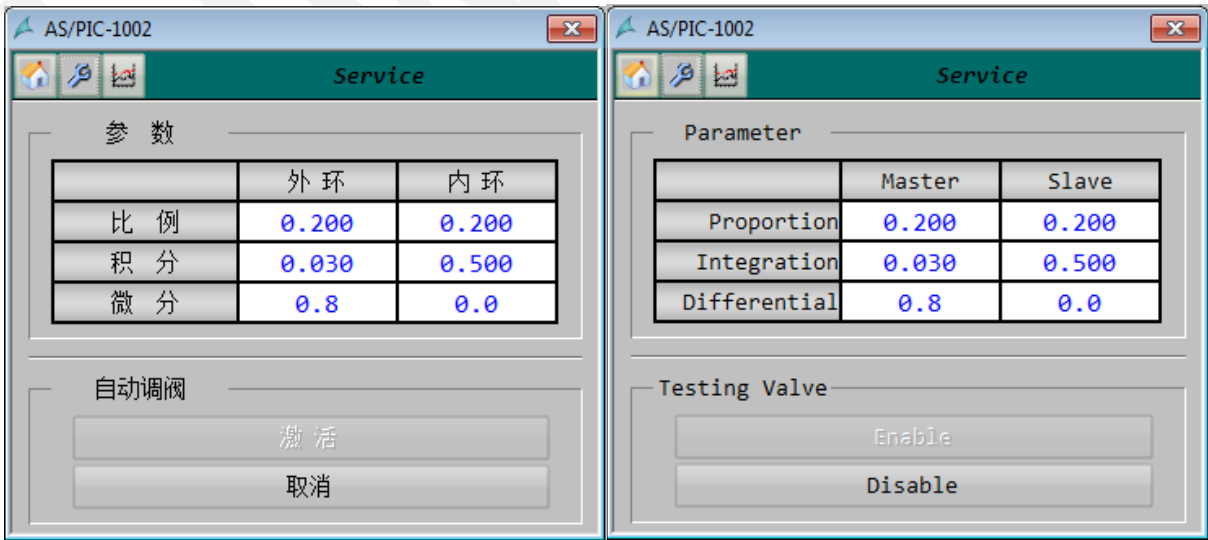 AS/PIC-1002
Service
参 数
外 环 内 环
比 例 0.200 0.200
积 分 0.030 0.500
微 分 0.8 0.0
自动调阀
激 活
取消
AS/PIC-1002
Service
Parameter
Master Slave
Proportion 0.200 0.200
Integration 0.030 0.500
Differential 0.8 0.0
Testing Valve
Enable
Disable